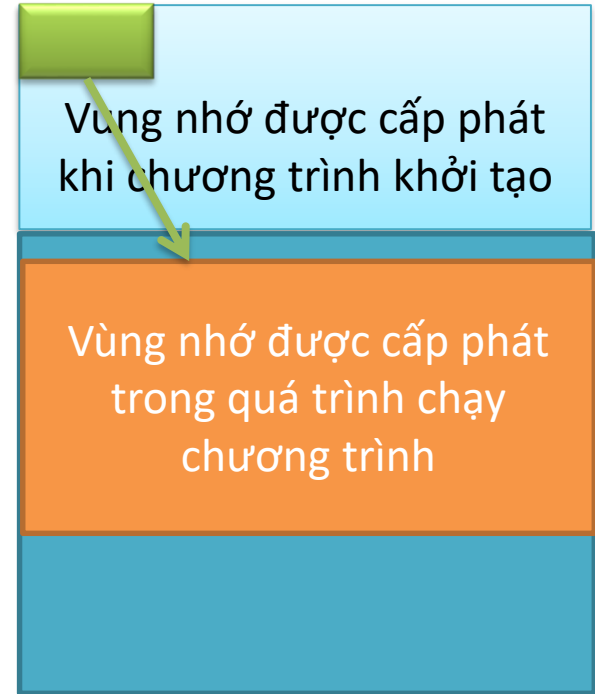 Vùng nhớ được cấp phát
khi chương trình khởi tạo
Vùng nhớ được cấp phát
trong quá trình chạy
chương trình